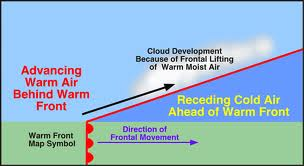 Cloud Development
Because of Frontal Lifting
of Warm Moist Air
Advancing
Warm Air
Behind Warm
Front
Receding Cold Air
Ahead of Warm Front
Warm Front
Map Symbol
Direction of
Frontal Movement